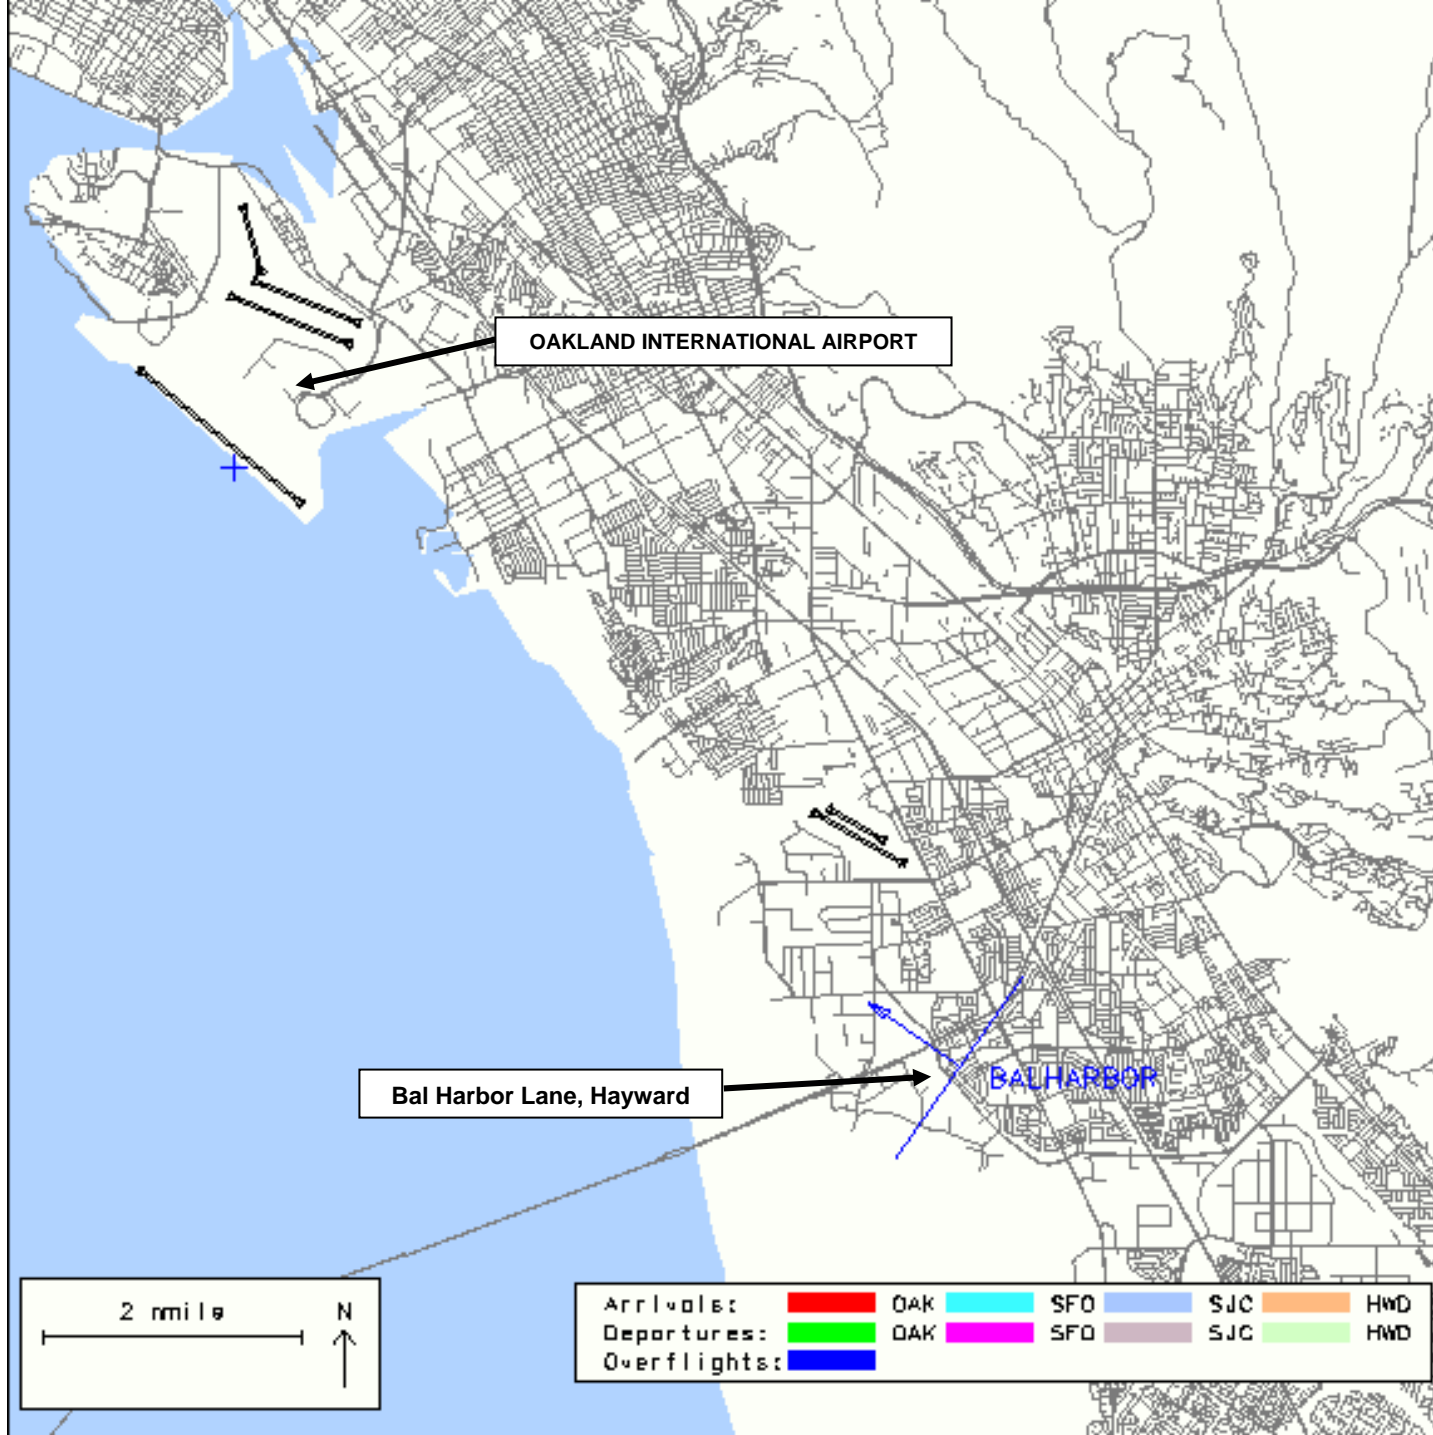 OAKLAND INTERNATIONAL AIRPORT
Bal Harbor Lane, Hayward
BALHARBOR
2 nmile N
Arrivals: OAK SFO SJC HWD
Departures: OAK SFO SJC HWD
Overflights: